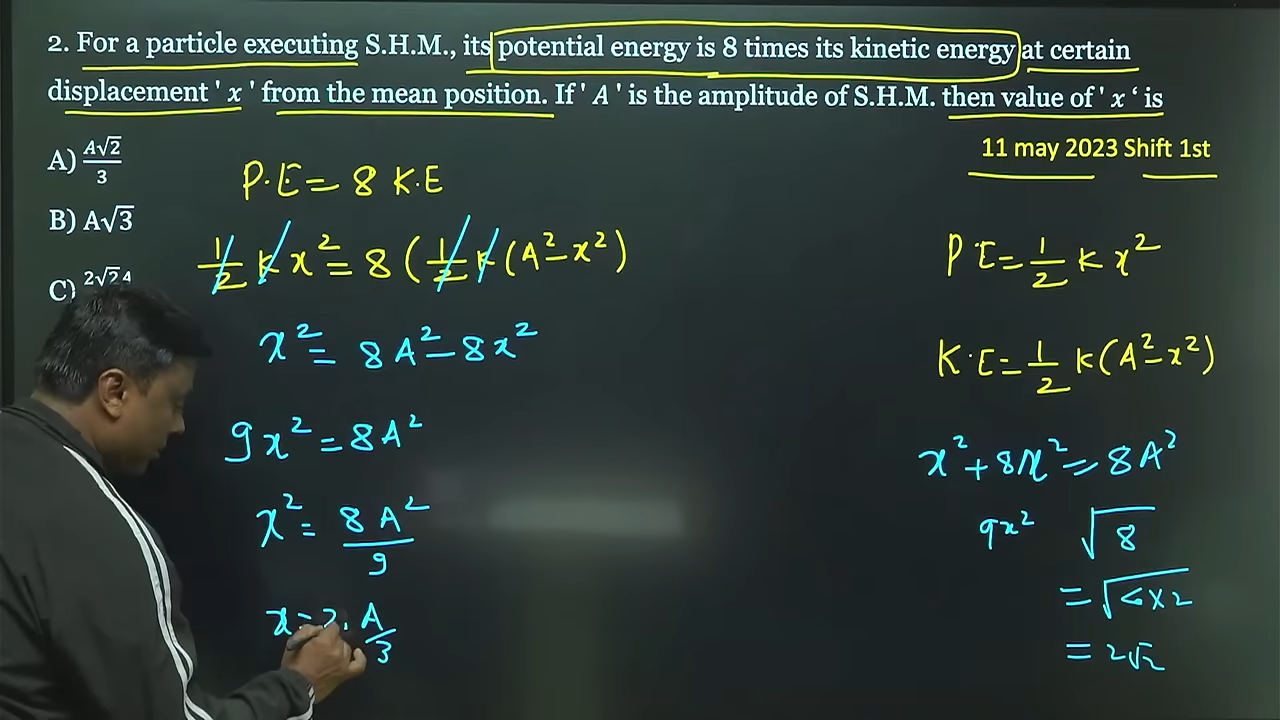 2. For a particle executing S.H.M., its potential energy is 8 times its kinetic energy at certain
displacement ' x ' from the mean position. If ' A ' is the amplitude of S.H.M. then value of ' x ‘ is
11 may 2023 Shift 1st
A) A√2/3
B) A√3
C) 2√2A
P.E = 8 K.E
1/2 K x² = 8 (1/2 K (A² - x²)
x² = 8A² - 8x²
9x² = 8A²
x² = 8A²/9
x = 2. A/3
P.E = 1/2 K x²
K.E = 1/2 K (A² - x²)
x² + 8x² = 8A²
9x²
√8
= √4×2
= 2√2